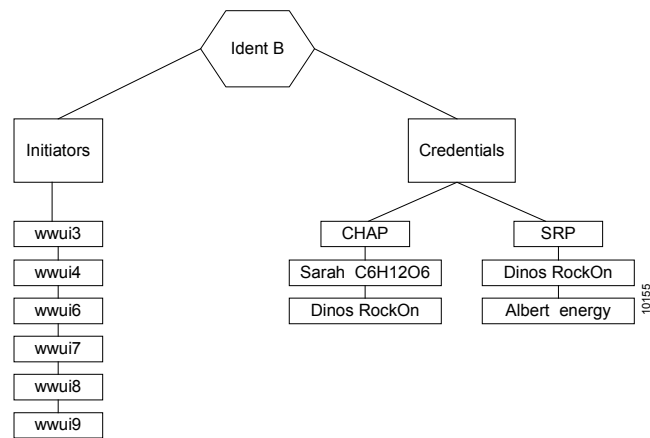 Ident B
Initiators
Credentials
wwui3
wwui4
wwui6
wwui7
wwui8
wwui9
CHAP
Sarah C6H12O6
Dinos RockOn
SRP
Dinos RockOn
Albert energy
10155